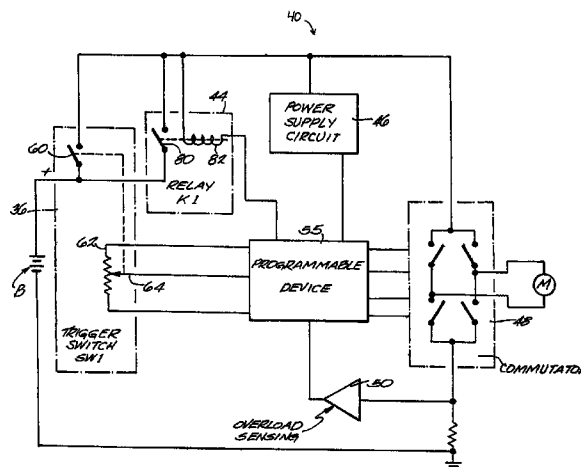 40
44
POWER
SUPPLY
CIRCUIT
46
60
80
82
RELAY
K1
+
36
55
62
PROGRAMMABLE
DEVICE
64
B
M
48
TRIGGER
SWITCH
SW1
COMMUTATOR
50
OVERLOAD
SENSING